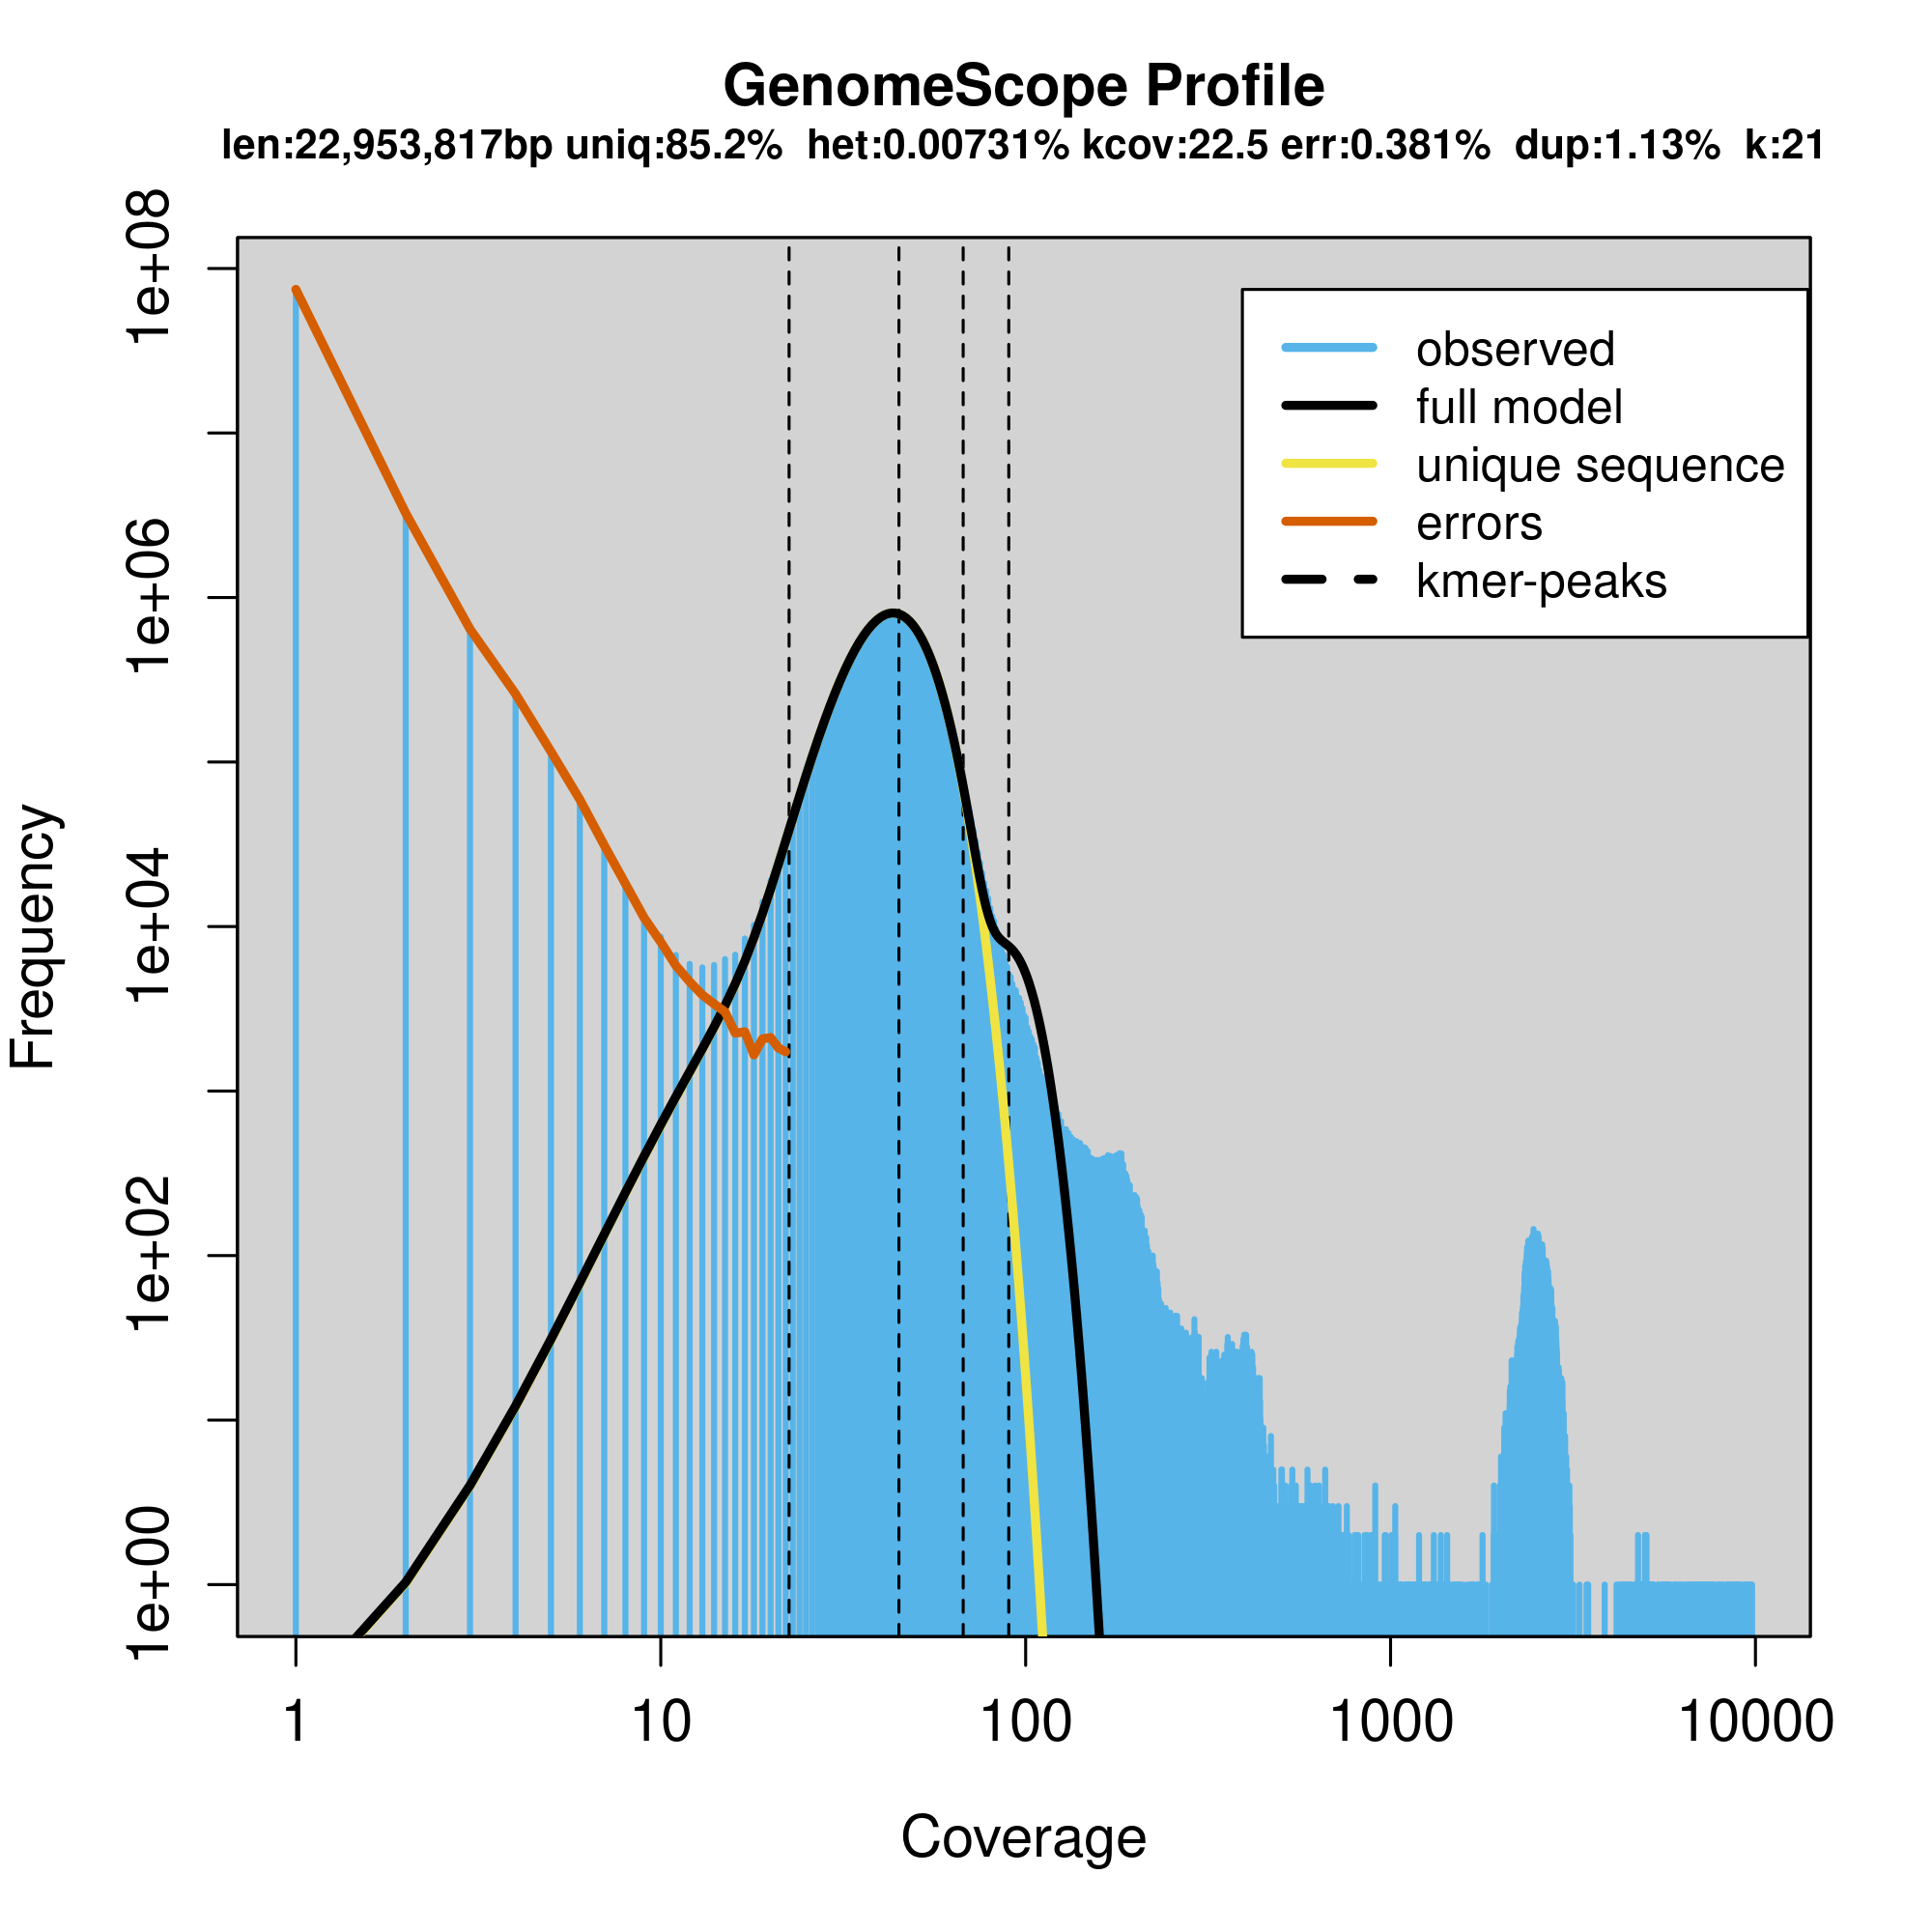 GenomeScope Profile
len:22,953,817bp uniq:85.2% het:0.00731% kcov:22.5 err:0.381% dup:1.13% k:21
1e+08
1e+06
1e+04
1e+02
1e+00
Frequency
observed
full model
unique sequence
errors
kmer-peaks
1 10 100 1000 10000
Coverage